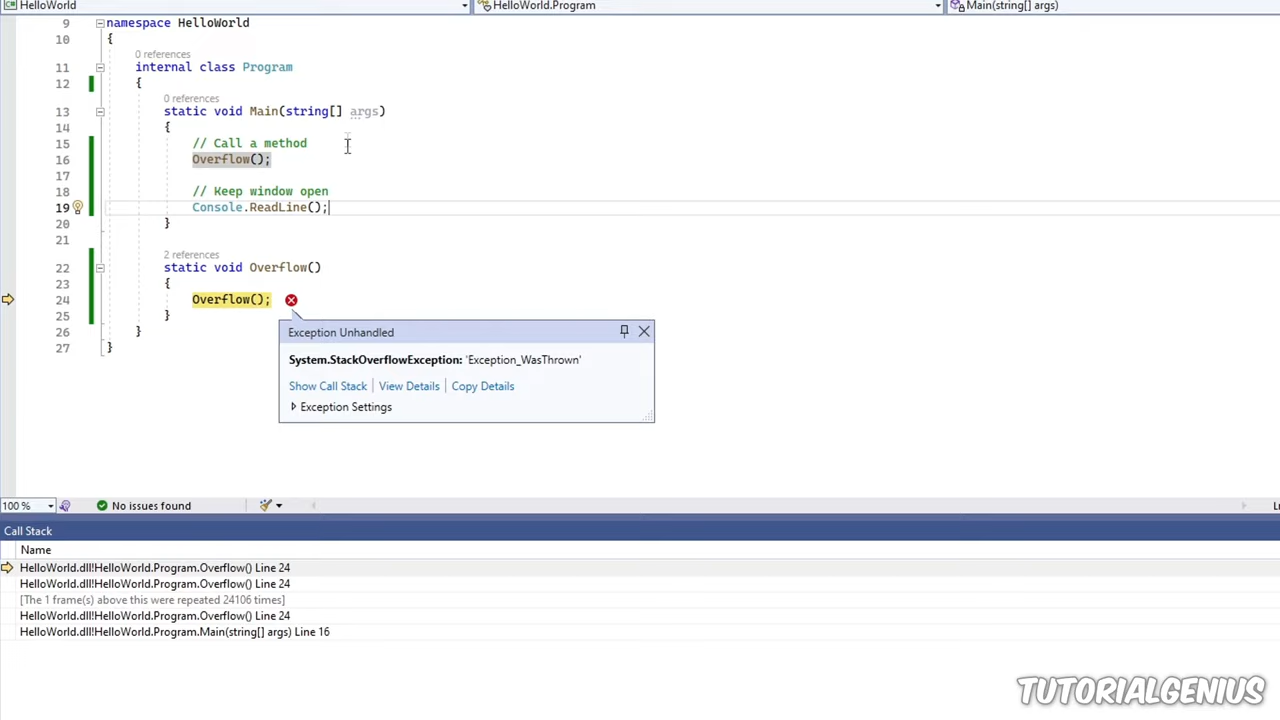 HelloWorld HelloWorld.Program Main(string[] args)
9 namespace HelloWorld
10 {
0 references
11 internal class Program
12 {
0 references
13 static void Main(string[] args)
14 {
15 // Call a method
16 Overflow();
17
18 // Keep window open
19 Console.ReadLine();
20 }
21
2 references
22 static void Overflow()
23 {
24 Overflow();
25 }
26 }
27 }
Exception Unhandled
System.StackOverflowException: 'Exception_WasThrown'
Show Call Stack | View Details | Copy Details
Exception Settings
100 % No issues found
Call Stack
Name
HelloWorld.dll!HelloWorld.Program.Overflow() Line 24
HelloWorld.dll!HelloWorld.Program.Overflow() Line 24
[The 1 frame(s) above this were repeated 24106 times]
HelloWorld.dll!HelloWorld.Program.Overflow() Line 24
HelloWorld.dll!HelloWorld.Program.Main(string[] args) Line 16
TUTORIALGENIUS